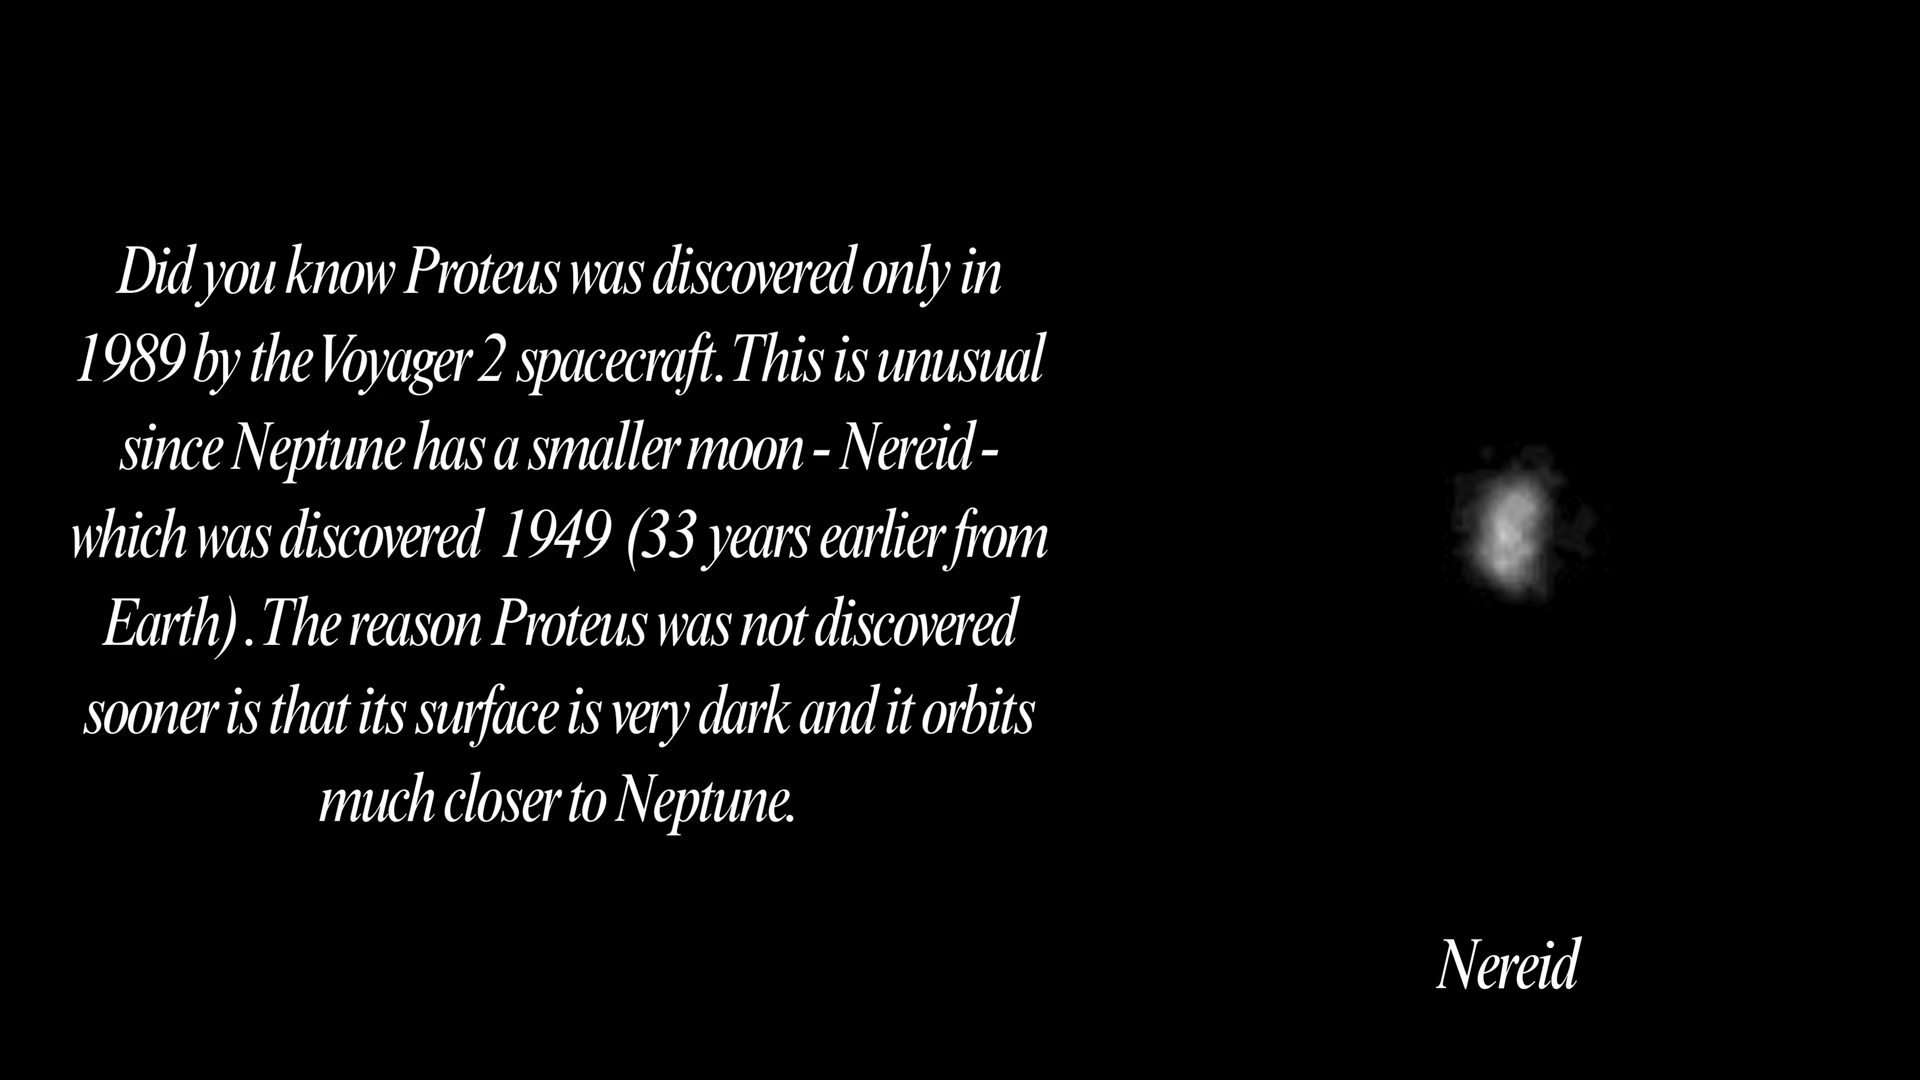 Did you know Proteus was discovered only in
1989 by the Voyager 2 spacecraft. This is unusual
since Neptune has a smaller moon - Nereid -
which was discovered 1949 (33 years earlier from
Earth) . The reason Proteus was not discovered
sooner is that its surface is very dark and it orbits
much closer to Neptune.
Nereid